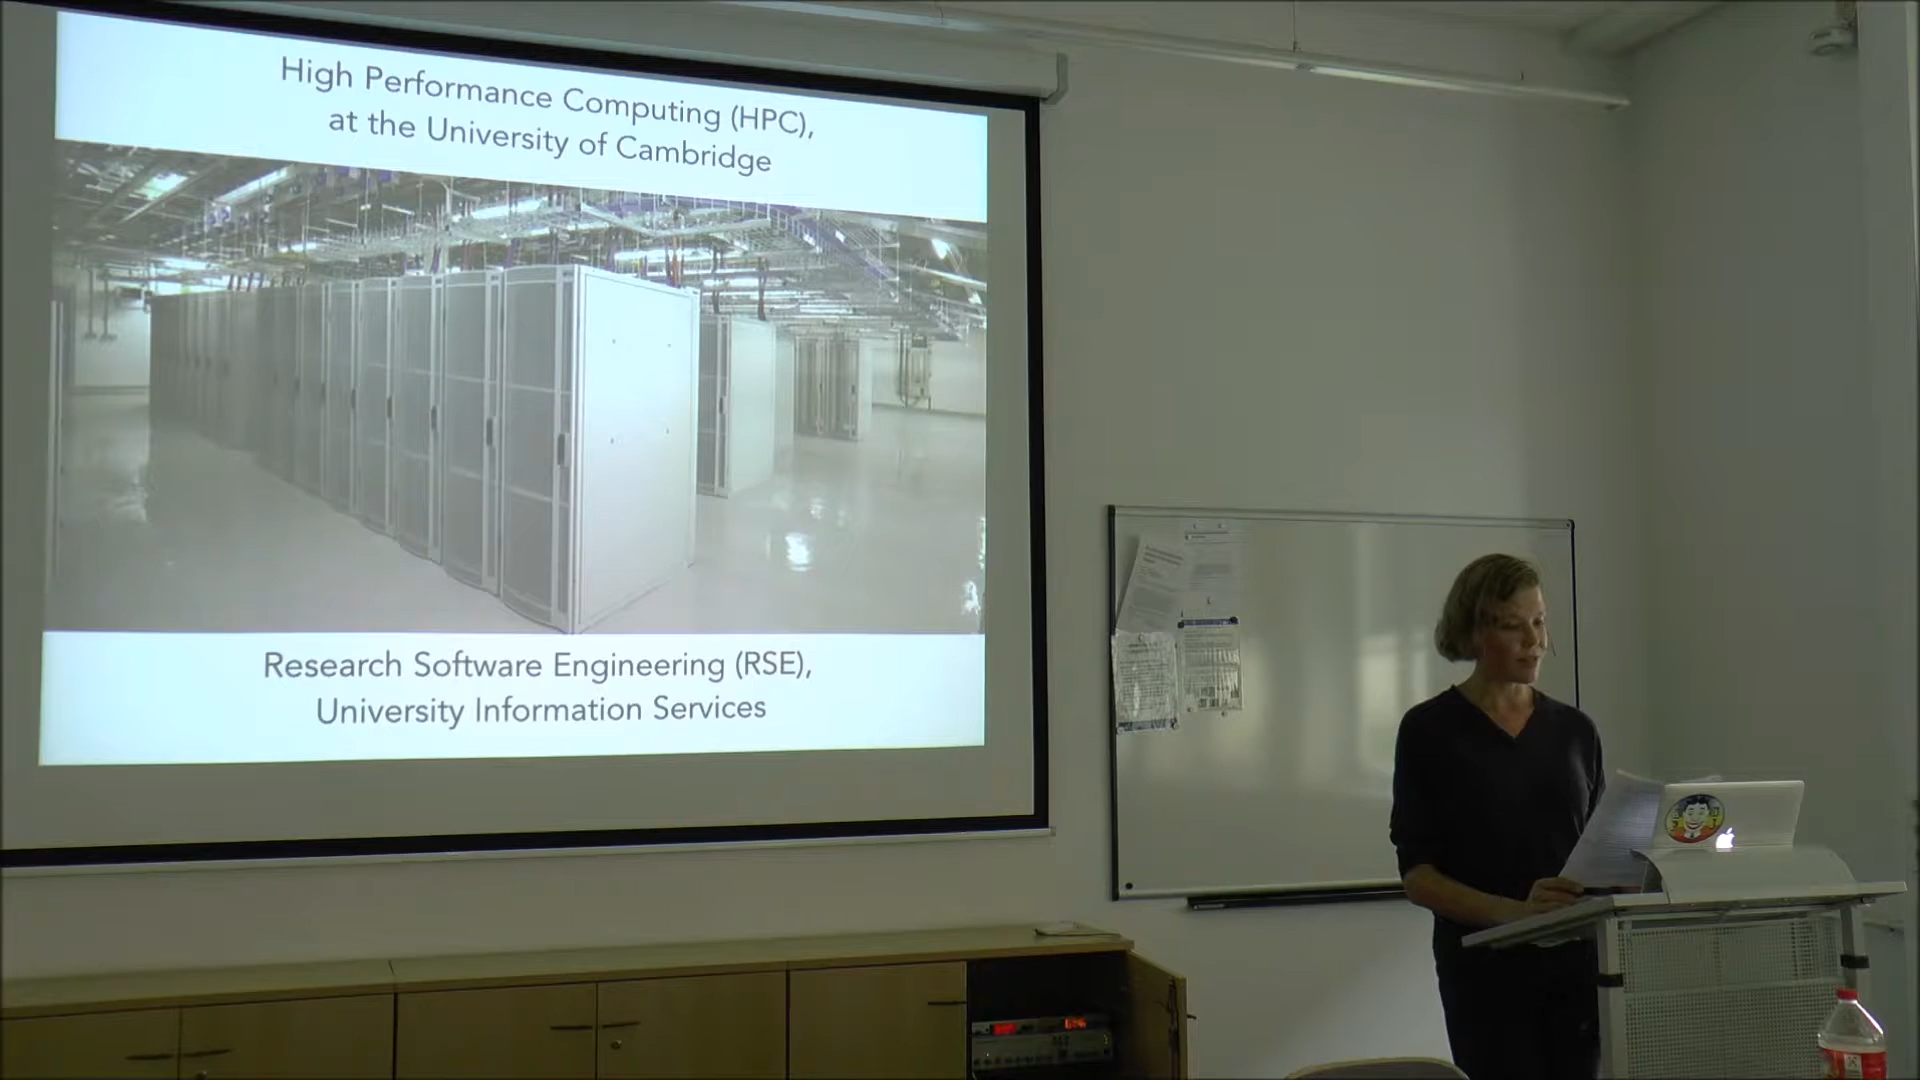 High Performance Computing (HPC),
at the University of Cambridge
Research Software Engineering (RSE),
University Information Services